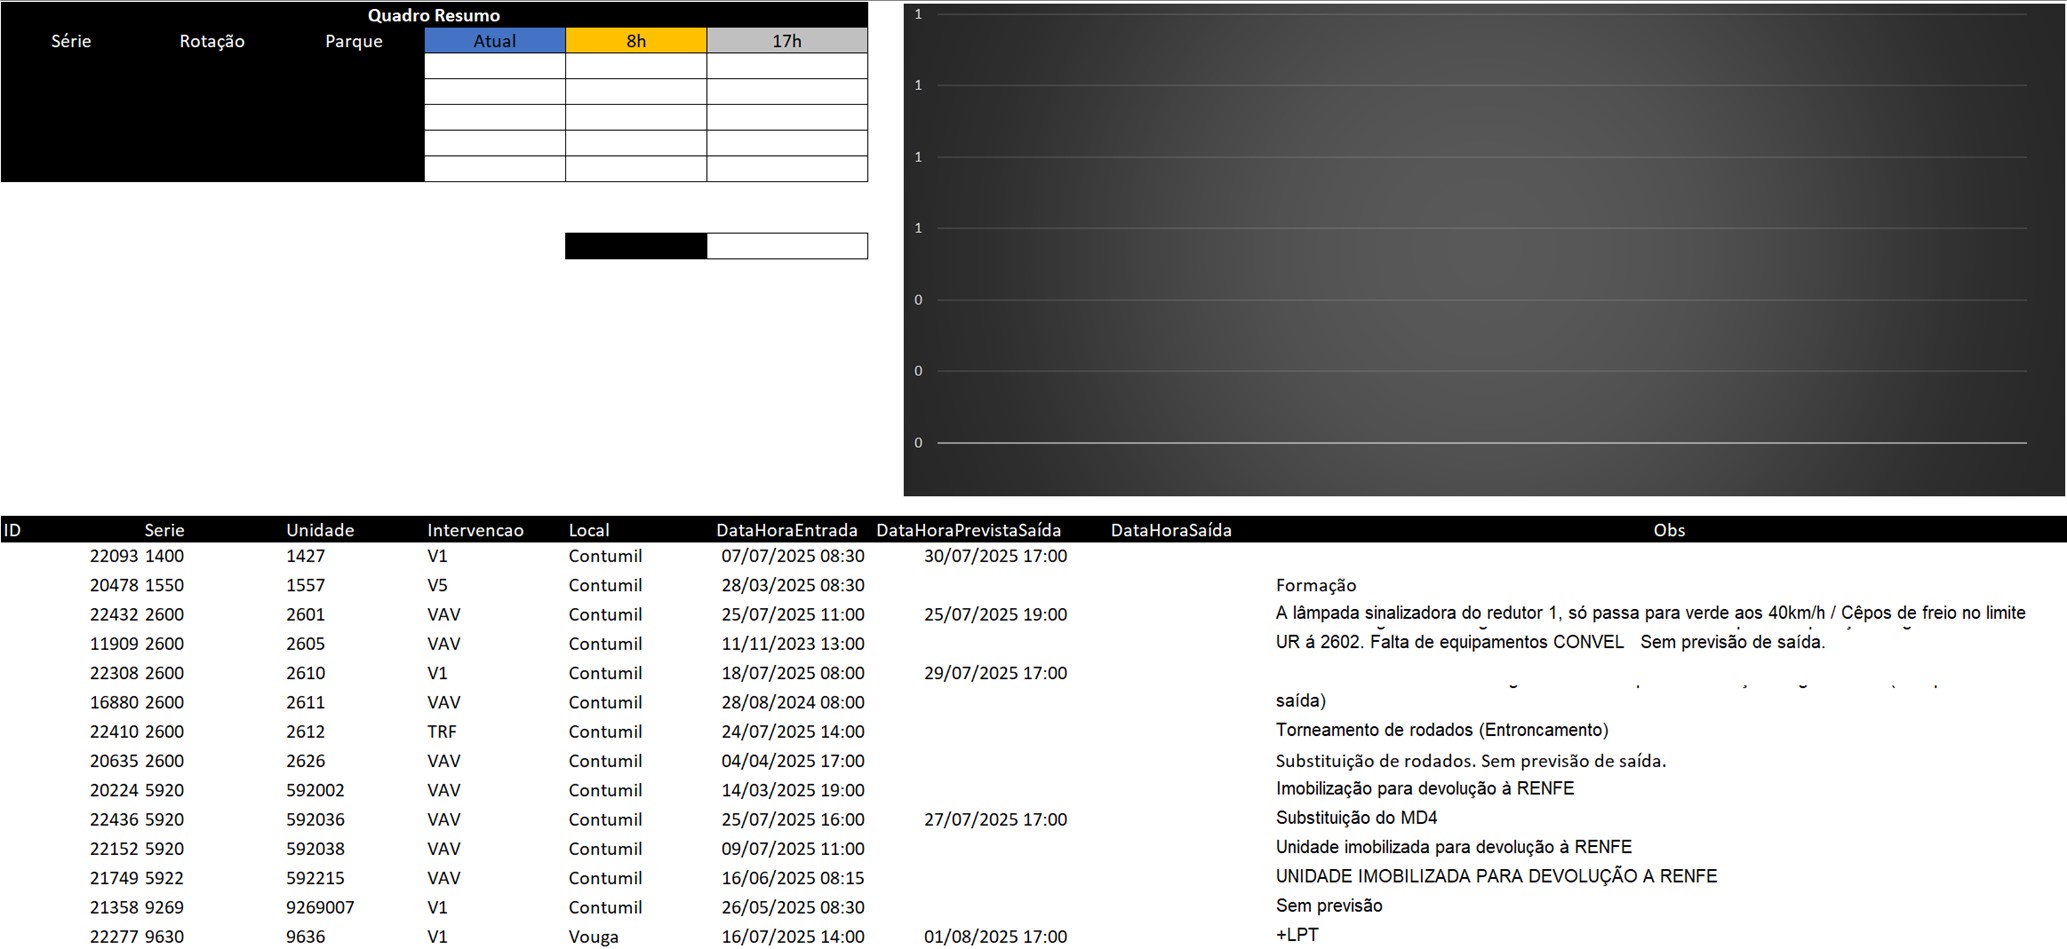 Quadro Resumo
Série Rotação Parque Atual 8h 17h
1
1
1
1
0
0
0
ID Serie Unidade Intervencao Local DataHoraEntrada DataHoraPrevistaSaída DataHoraSaída Obs
22093 1400 1427 V1 Contumil 07/07/2025 08:30 30/07/2025 17:00
20478 1550 1557 V5 Contumil 28/03/2025 08:30 Formação
22432 2600 2601 VAV Contumil 25/07/2025 11:00 25/07/2025 19:00 A lâmpada sinalizadora do redutor 1, só passa para verde aos 40km/h / Cêpos de freio no limite
11909 2600 2605 VAV Contumil 11/11/2023 13:00 UR á 2602. Falta de equipamentos CONVEL Sem previsão de saída.
22308 2600 2610 V1 Contumil 18/07/2025 08:00 29/07/2025 17:00
16880 2600 2611 VAV Contumil 28/08/2024 08:00 saída)
22410 2600 2612 TRF Contumil 24/07/2025 14:00 Torneamento de rodados (Entroncamento)
20635 2600 2626 VAV Contumil 04/04/2025 17:00 Substituição de rodados. Sem previsão de saída.
20224 5920 592002 VAV Contumil 14/03/2025 19:00 Imobilização para devolução à RENFE
22436 5920 592036 VAV Contumil 25/07/2025 16:00 27/07/2025 17:00 Substituição do MD4
22152 5920 592038 VAV Contumil 09/07/2025 11:00 Unidade imobilizada para devolução à RENFE
21749 5922 592215 VAV Contumil 16/06/2025 08:15 UNIDADE IMOBILIZADA PARA DEVOLUÇÃO A RENFE
21358 9269 9269007 V1 Contumil 26/05/2025 08:30 Sem previsão
22277 9630 9636 V1 Vouga 16/07/2025 14:00 01/08/2025 17:00 +LPT